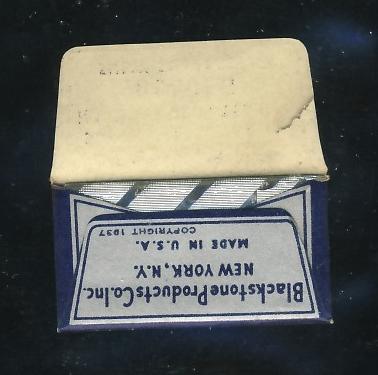 Blackstone Products Co. Inc.
NEW YORK, N.Y.
MADE IN U.S.A.
COPYRIGHT 1937